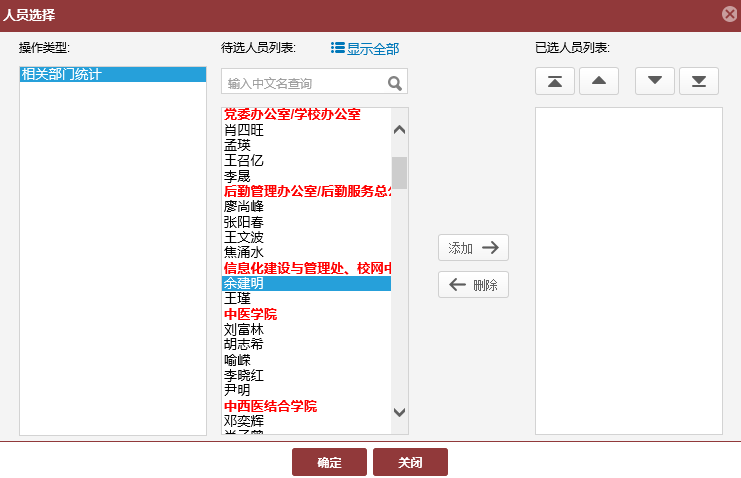 人员选择
操作类型:
待选人员列表:
显示全部
已选人员列表:
相关部门统计
输入中文名查询
党委办公室/学校办公室
肖四旺
孟瑛
王召亿
李晟
后勤管理办公室/后勤服务总
廖尚峰
张阳春
王文波
焦涌水
信息化建设与管理处、校网
余建明
王瑾
中医学院
刘富林
胡志希
喻嵘
李晓红
尹明
中西医结合学院
邓奕辉
添加
删除
确定
关闭